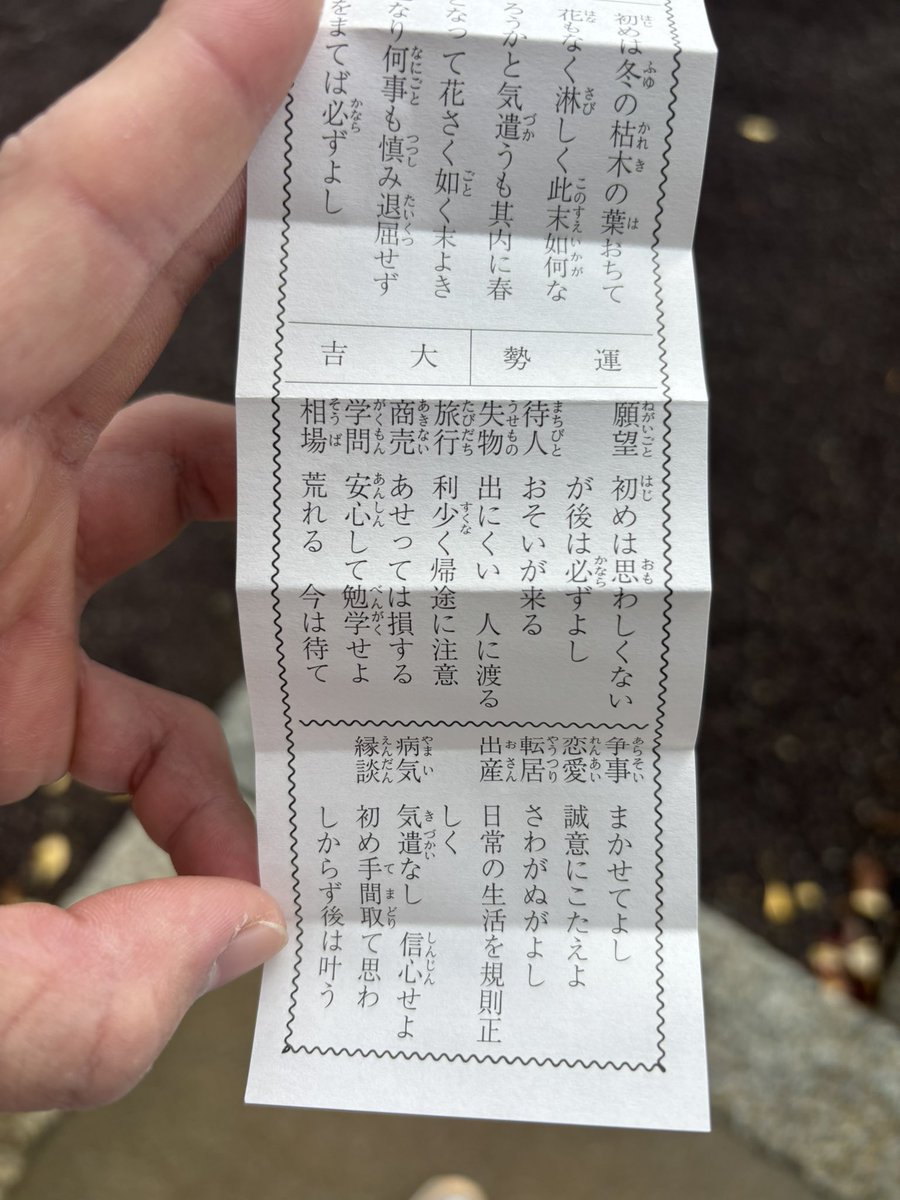 初めは冬の枯木の葉おちて
花もなく淋しく此末如何な
ろうかと気遣うも其内に春
となって花さく如く末よき
なり何事も慎み退屈せず
をまてば必ずよし
運勢 大吉
願望 初めは思わしくない
が後は必ずよし
待人 おそいが来る
失物 出にくい 人に渡る
旅行 利少く帰途に注意
商売 あせっては損する
学問 安心して勉学せよ
相場 荒れる 今は待て
争事 まかせてよし
恋愛 誠意にこたえよ
転居 さわがぬがよし
出産 日常の生活を規則正
しく
病気 気遣なし 信心せよ
縁談 初め手間取て思わ
しからず後は叶う